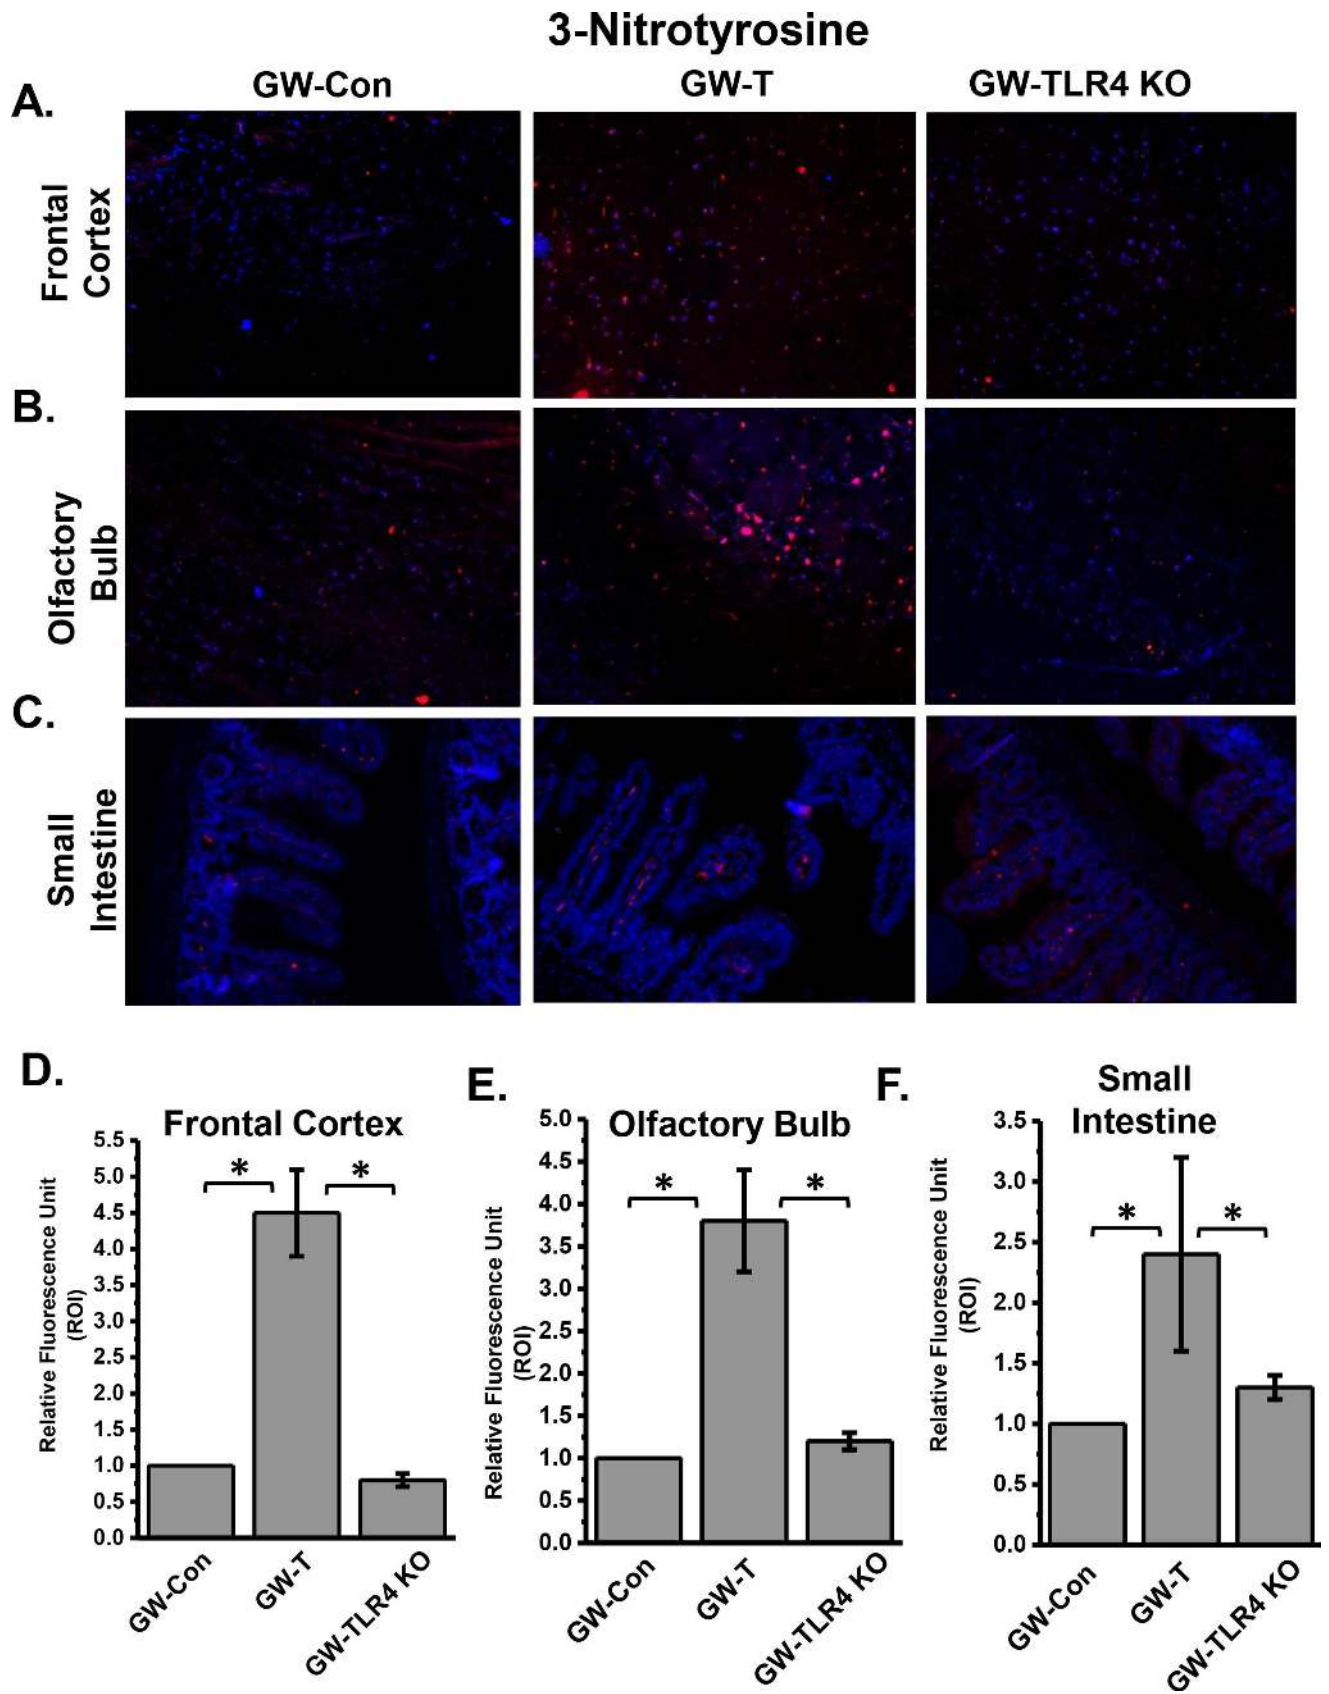 3-Nitrotyrosine
GW-Con
GW-T
GW-TLR4 KO
A.
Frontal
Cortex
B.
Olfactory
Bulb
C.
Small
Intestine
D.
Frontal Cortex
Relative Fluorescence Unit
(ROI)
5.5
5.0
4.5
4.0
3.5
3.0
2.5
2.0
1.5
1.0
0.5
0.0
*
*
GW-Con
GW-T
GW-TLR4 KO
E.
Olfactory Bulb
Relative Fluorescence Unit
(ROI)
5.0
4.5
4.0
3.5
3.0
2.5
2.0
1.5
1.0
0.5
0.0
*
*
GW-Con
GW-T
GW-TLR4 KO
F.
Small
Intestine
Relative Fluorescence Unit
(ROI)
3.5
3.0
2.5
2.0
1.5
1.0
0.5
0.0
*
*
GW-Con
GW-T
GW-TLR4 KO